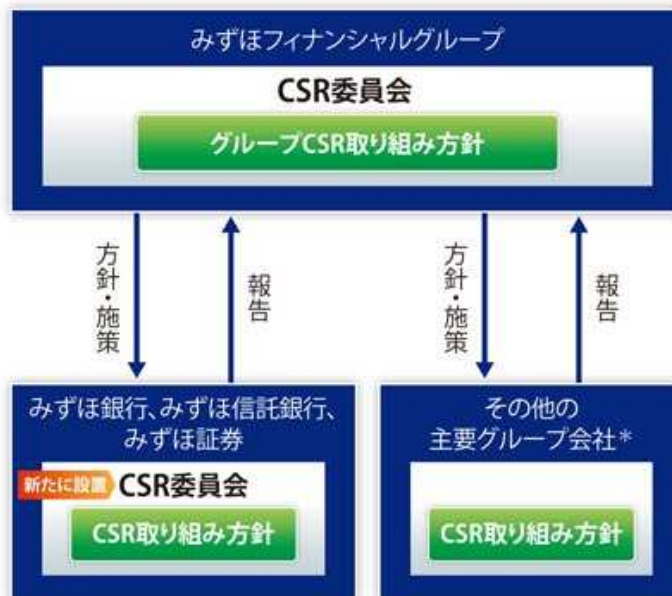 みずほフィナンシャルグループ
CSR委員会
グループCSR取り組み方針
方針・施策
報告
方針・施策
報告
みずほ銀行、みずほ信託銀行、
みずほ証券
新たに設置
CSR委員会
CSR取り組み方針
その他の
主要グループ会社*
CSR取り組み方針